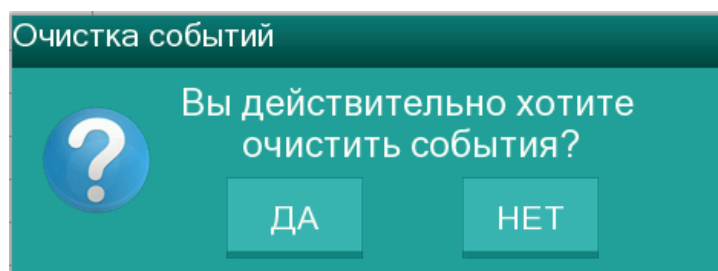 Очистка событий
Вы действительно хотите
очистить события?
ДА НЕТ